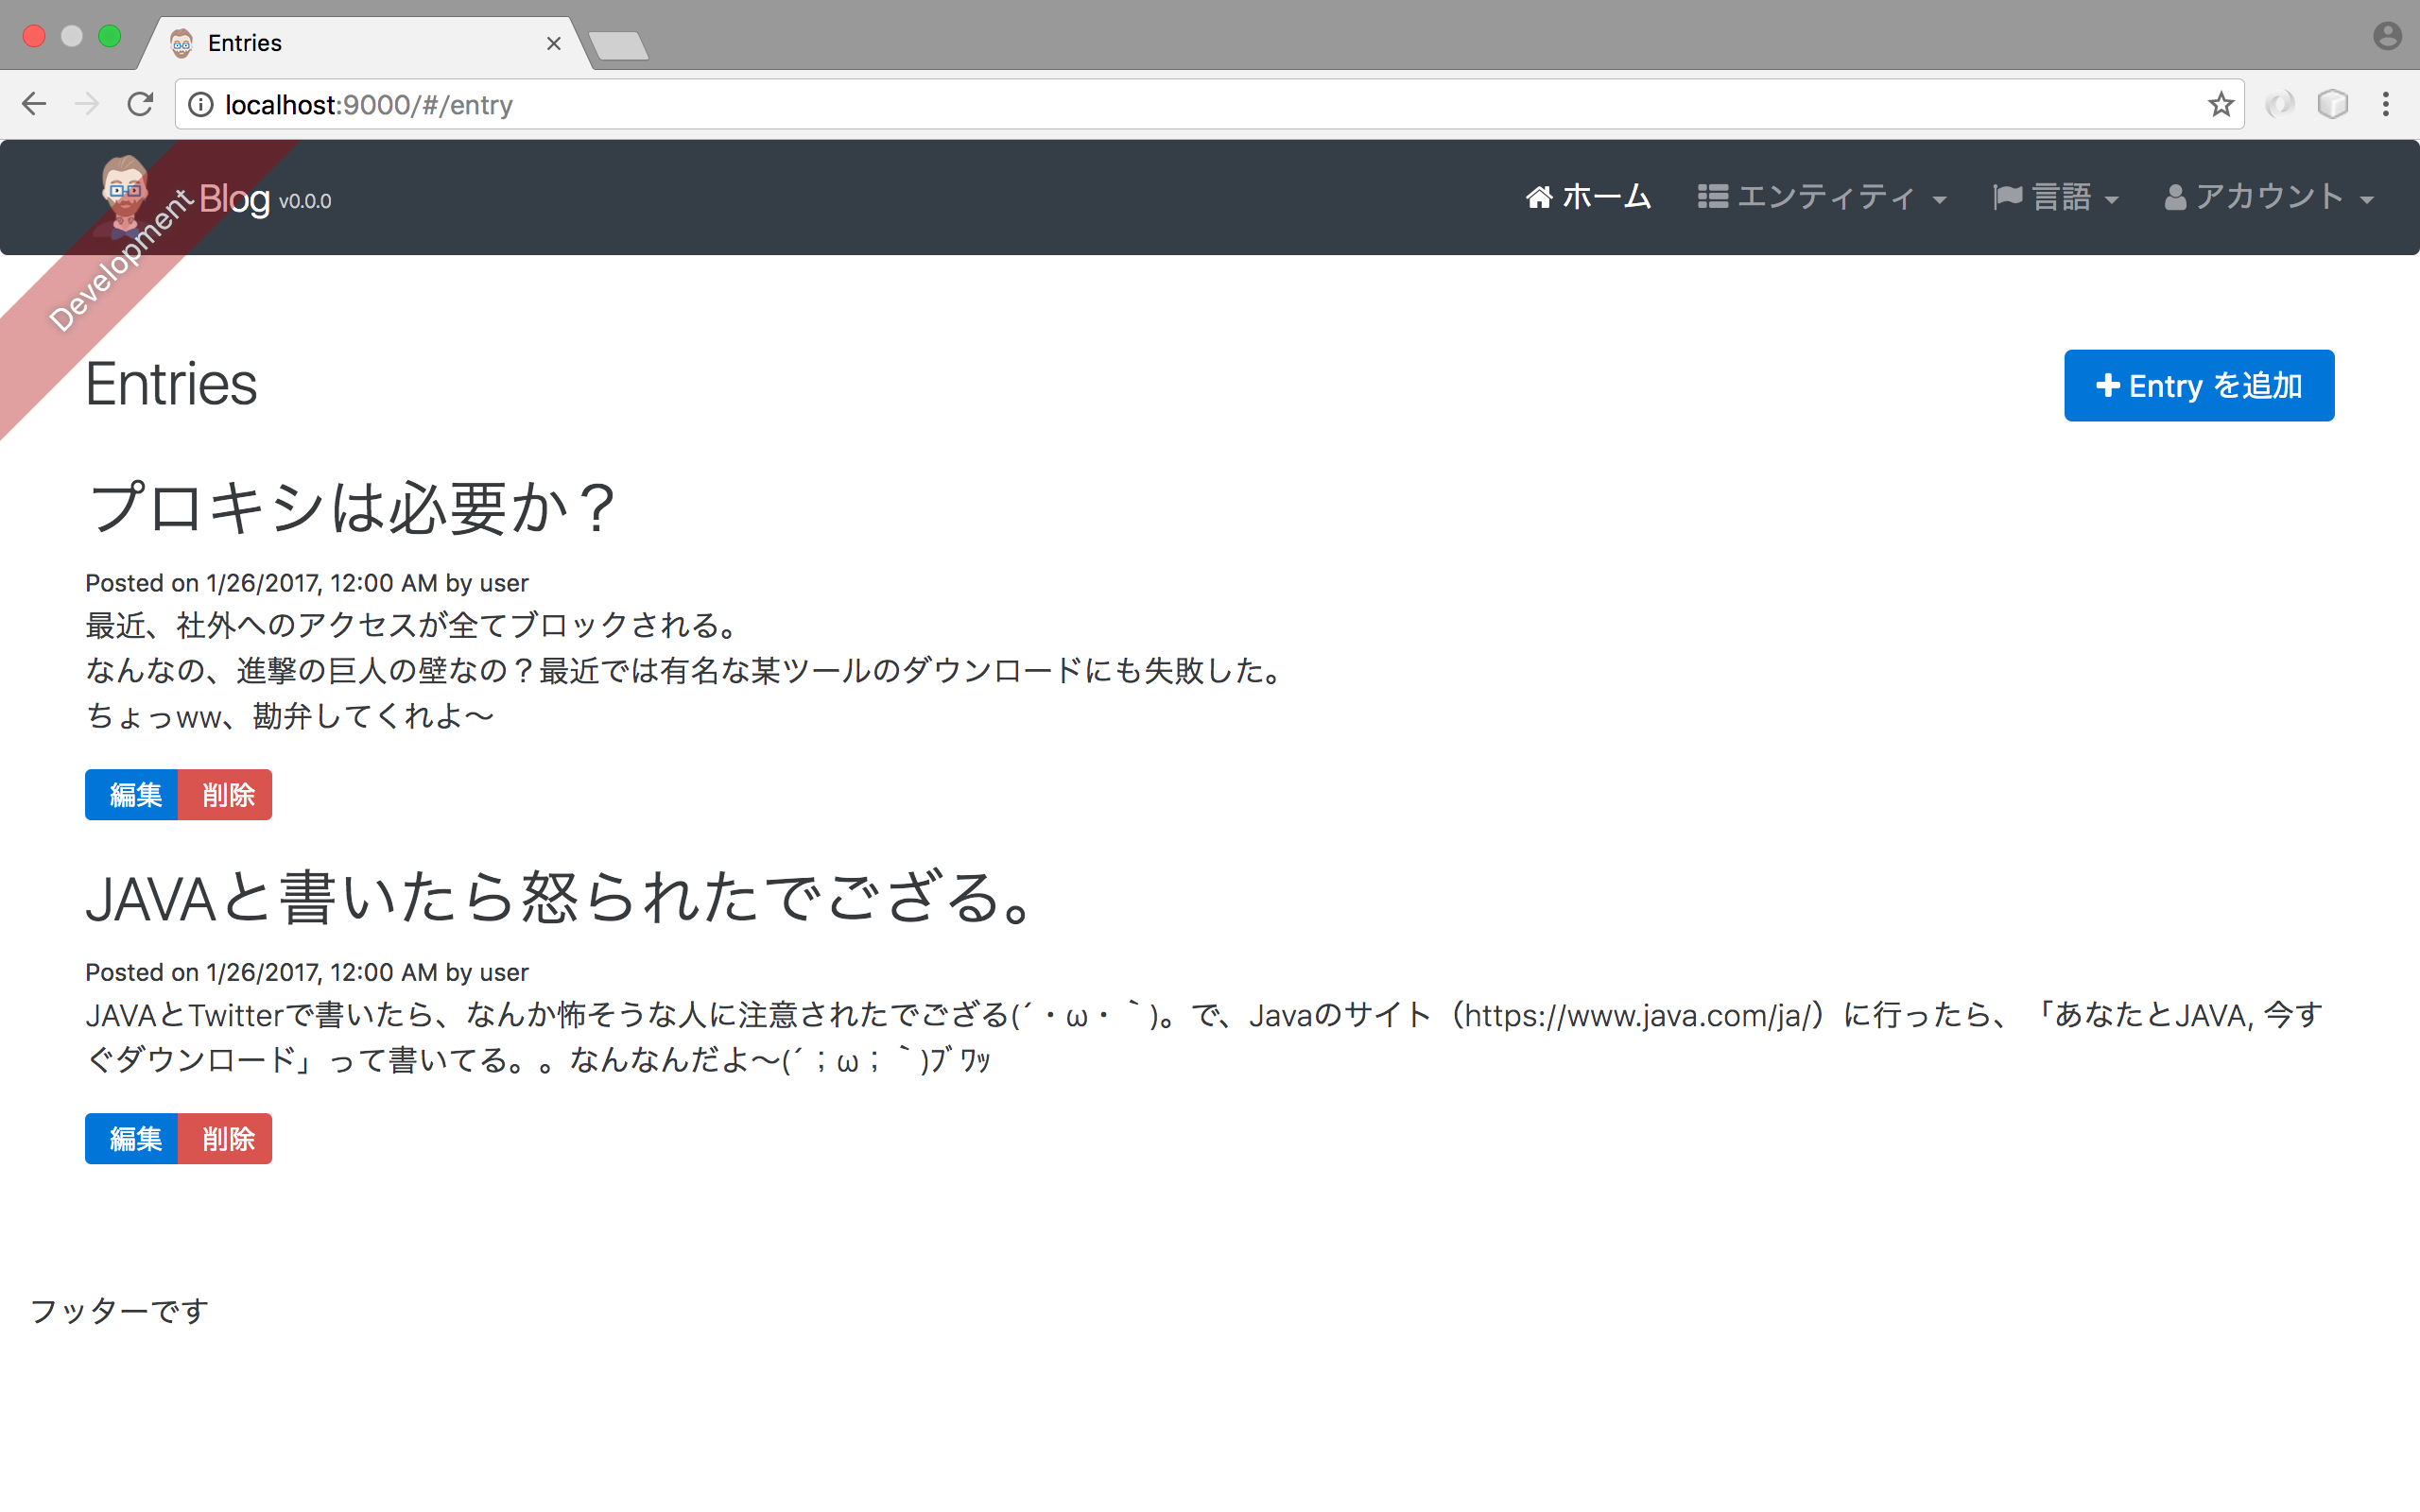 Entries
localhost:9000/#/entry
Development
Blog v0.0.0
ホーム エンティティ 言語 アカウント
Entries
Entry を追加
プロキシは必要か？
Posted on 1/26/2017, 12:00 AM by user
最近、社外へのアクセスが全てブロックされる。
なんなの、進撃の巨人の壁なの？最近では有名な某ツールのダウンロードにも失敗した。
ちょっww、勘弁してくれよ〜
編集 削除
JAVAと書いたら怒られたでござる。
Posted on 1/26/2017, 12:00 AM by user
JAVAとTwitterで書いたら、なんか怖そうな人に注意されたでござる(´・ω・｀)。で、Javaのサイト（https://www.java.com/ja/）に行ったら、「あなたとJAVA, 今す
ぐダウンロード」って書いてる。。なんなんだよ〜(´；ω；｀)ﾌﾞﾜｯ
編集 削除
フッターです